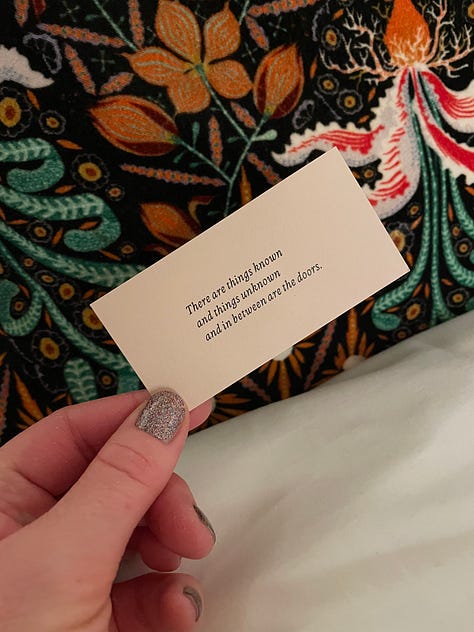 There are things known
and things unknown
and in between are the doors.